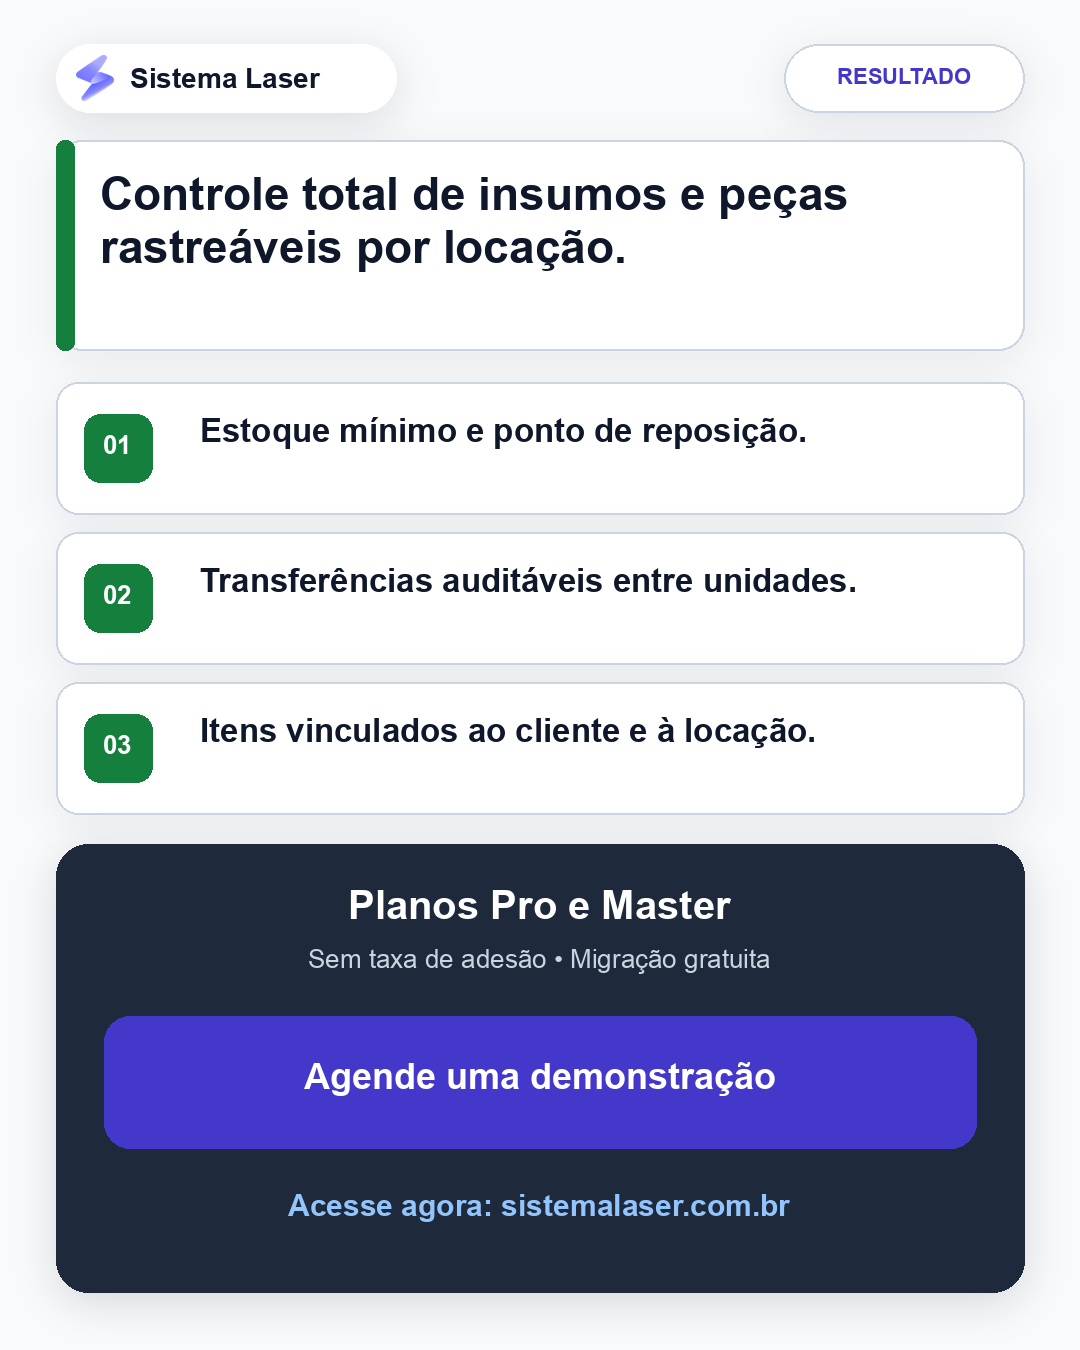 Sistema Laser
RESULTADO
Controle total de insumos e peças
rastreáveis por locação.
01
Estoque mínimo e ponto de reposição.
02
Transferências auditáveis entre unidades.
03
Itens vinculados ao cliente e à locação.
Planos Pro e Master
Sem taxa de adesão • Migração gratuita
Agende uma demonstração
Acesse agora: sistemalaser.com.br